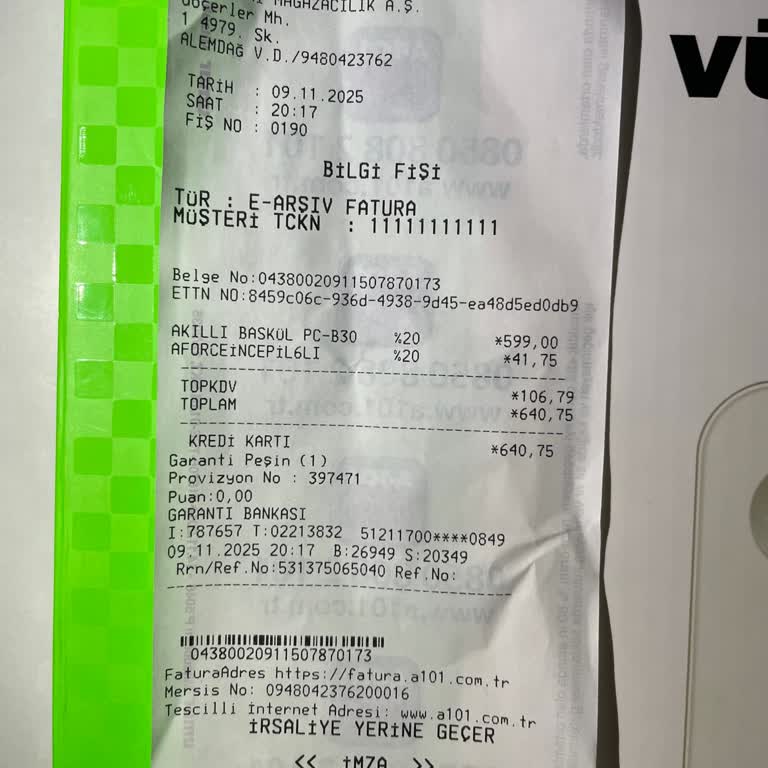 MAĞAZACILIK A.Ş.
Göçerler Mh.
1 4979. Sk.
ALEMDAĞ V.D./9480423762
TARİH : 09.11.2025
SAAT : 20:17
FİŞ NO : 0190
BİLGİ FİŞİ
TÜR : E-ARŞIV FATURA
MÜŞTERİ TCKN : 11111111111
Belge No:04380020911507870173
ETTN NO:8459c06c-936d-4938-9d45-ea48d5ed0db9
AKILLI BASKÜL PC-B30 %20 *599,00
AFORCEİNCEPİL6LI %20 *41,75
TOPKDV *106,79
TOPLAM *640,75
KREDİ KARTI *640,75
Garanti Peşin (1)
Provizyon No : 397471
Puan:0,00
GARANTI BANKASI
I:787657 T:02213832 51211700****0849
09.11.2025 20:17 B:26949 S:20349
Rrn/Ref.No:531375065040 Ref.No:
04380020911507870173
FaturaAdres https://fatura.a101.com.tr
Mersis No: 0948042376200016
Tescilli İnternet Adresi: www.a101.com.tr
İRSALİYE YERİNE GEÇER
<< İMZA >>
VÜ